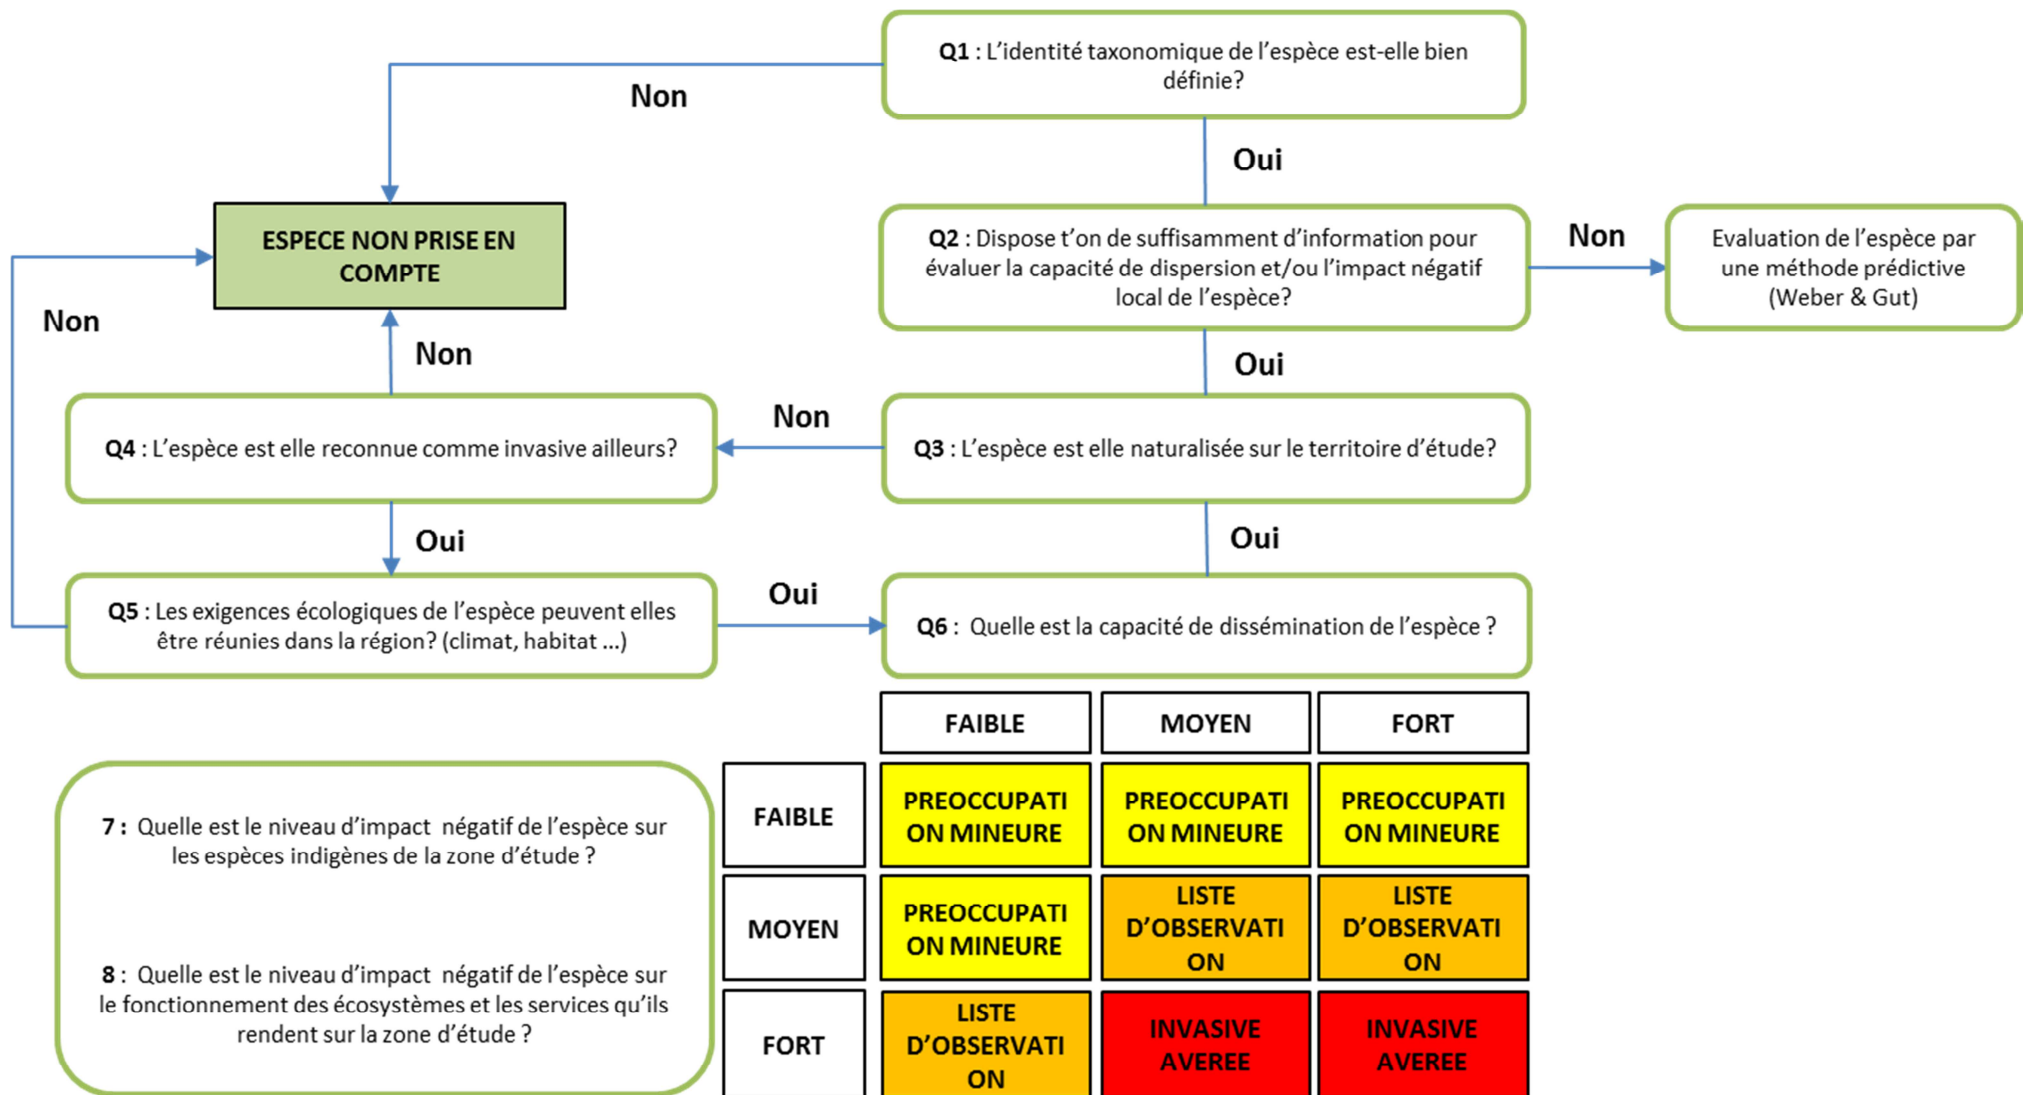 Q1 : L'identité taxonomique de l'espèce est-elle bien
définie?
Non
Oui
ESPECE NON PRISE EN
COMPTE
Q2 : Dispose t'on de suffisamment d'information pour
évaluer la capacité de dispersion et/ou l'impact négatif
local de l'espèce?
Non
Evaluation de l'espèce par
une méthode prédictive
(Weber & Gut)
Non
Non
Oui
Q4 : L'espèce est elle reconnue comme invasive ailleurs?
Non
Q3 : L'espèce est elle naturalisée sur le territoire d'étude?
Oui
Oui
Q5 : Les exigences écologiques de l'espèce peuvent elles
être réunies dans la région? (climat, habitat ...)
Oui
Q6 : Quelle est la capacité de dissémination de l'espèce ?
FAIBLE
MOYEN
FORT
7 : Quelle est le niveau d'impact négatif de l'espèce sur
les espèces indigènes de la zone d'étude ?
8 : Quelle est le niveau d'impact négatif de l'espèce sur
le fonctionnement des écosystèmes et les services qu'ils
rendent sur la zone d'étude ?
FAIBLE
PREOCCUPATI
ON MINEURE
PREOCCUPATI
ON MINEURE
PREOCCUPATI
ON MINEURE
MOYEN
PREOCCUPATI
ON MINEURE
LISTE
D'OBSERVATI
ON
LISTE
D'OBSERVATI
ON
FORT
LISTE
D'OBSERVATI
ON
INVASIVE
AVEREE
INVASIVE
AVEREE